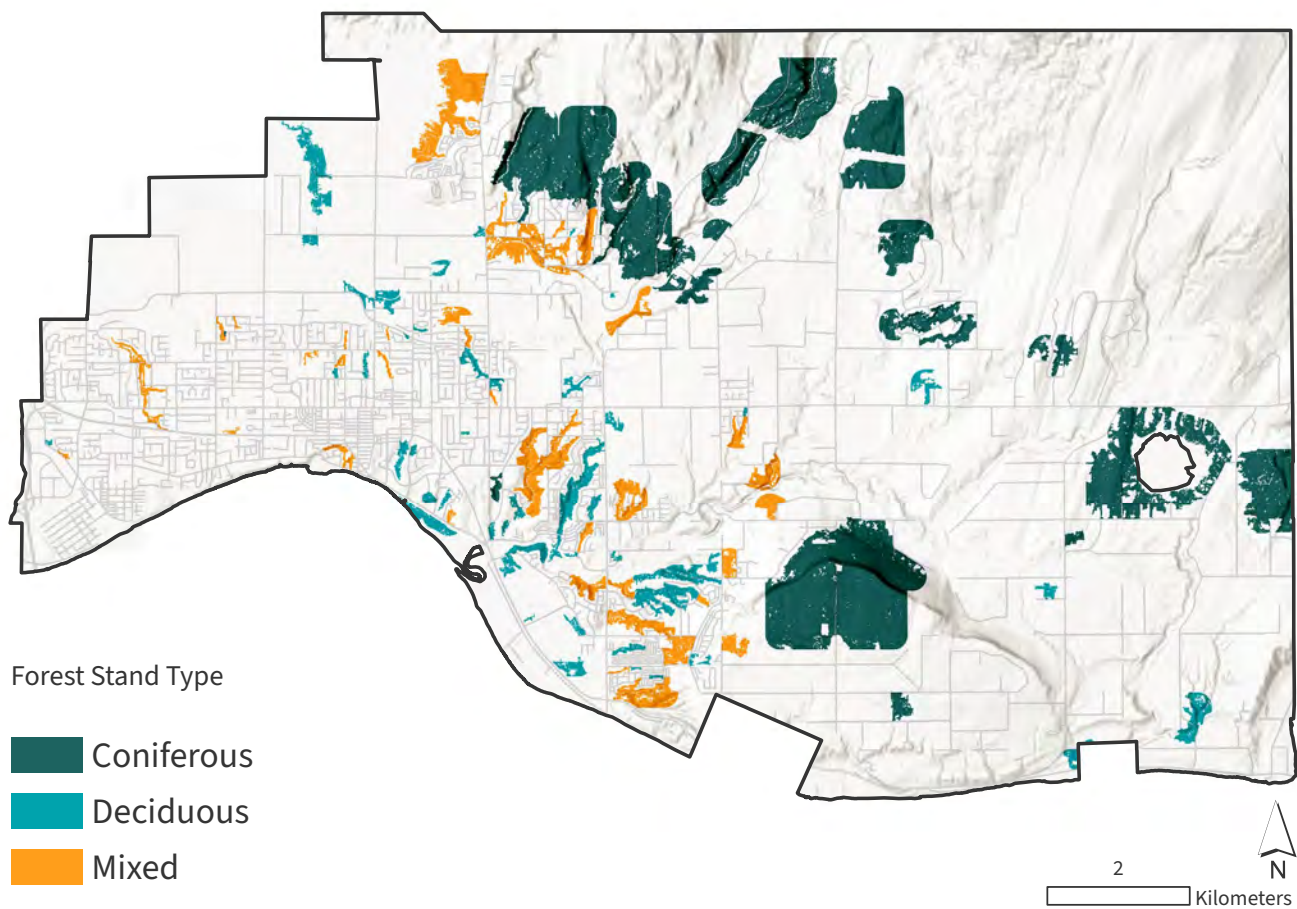 Forest Stand Type
Coniferous
Deciduous
Mixed
2
Kilometers
N